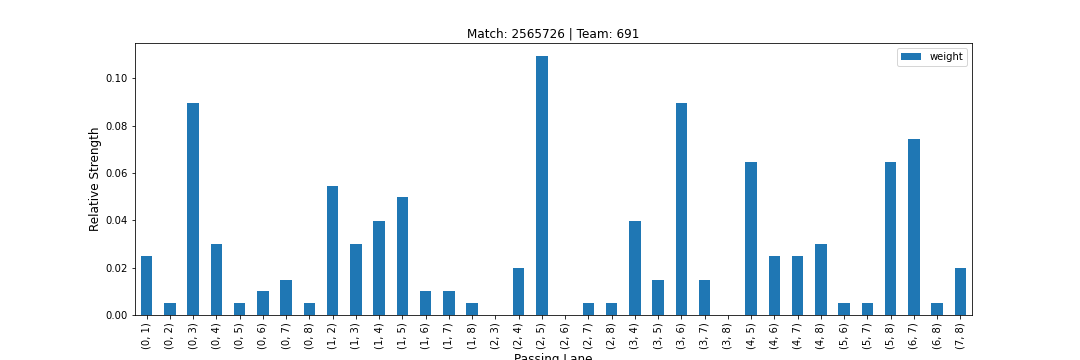 Match: 2565726 | Team: 691
weight
Relative Strength
0.10
0.08
0.06
0.04
0.02
0.00
(0, 1) (0, 2) (0, 3) (0, 4) (0, 5) (0, 6) (0, 7) (0, 8) (1, 2) (1, 3) (1, 4) (1, 5) (1, 6) (1, 7) (1, 8) (2, 3) (2, 4) (2, 5) (2, 6) (2, 7) (2, 8) (3, 4) (3, 5) (3, 6) (3, 7) (3, 8) (4, 5) (4, 6) (4, 7) (4, 8) (5, 6) (5, 7) (5, 8) (6, 7) (6, 8) (7, 8)
Passing Lane